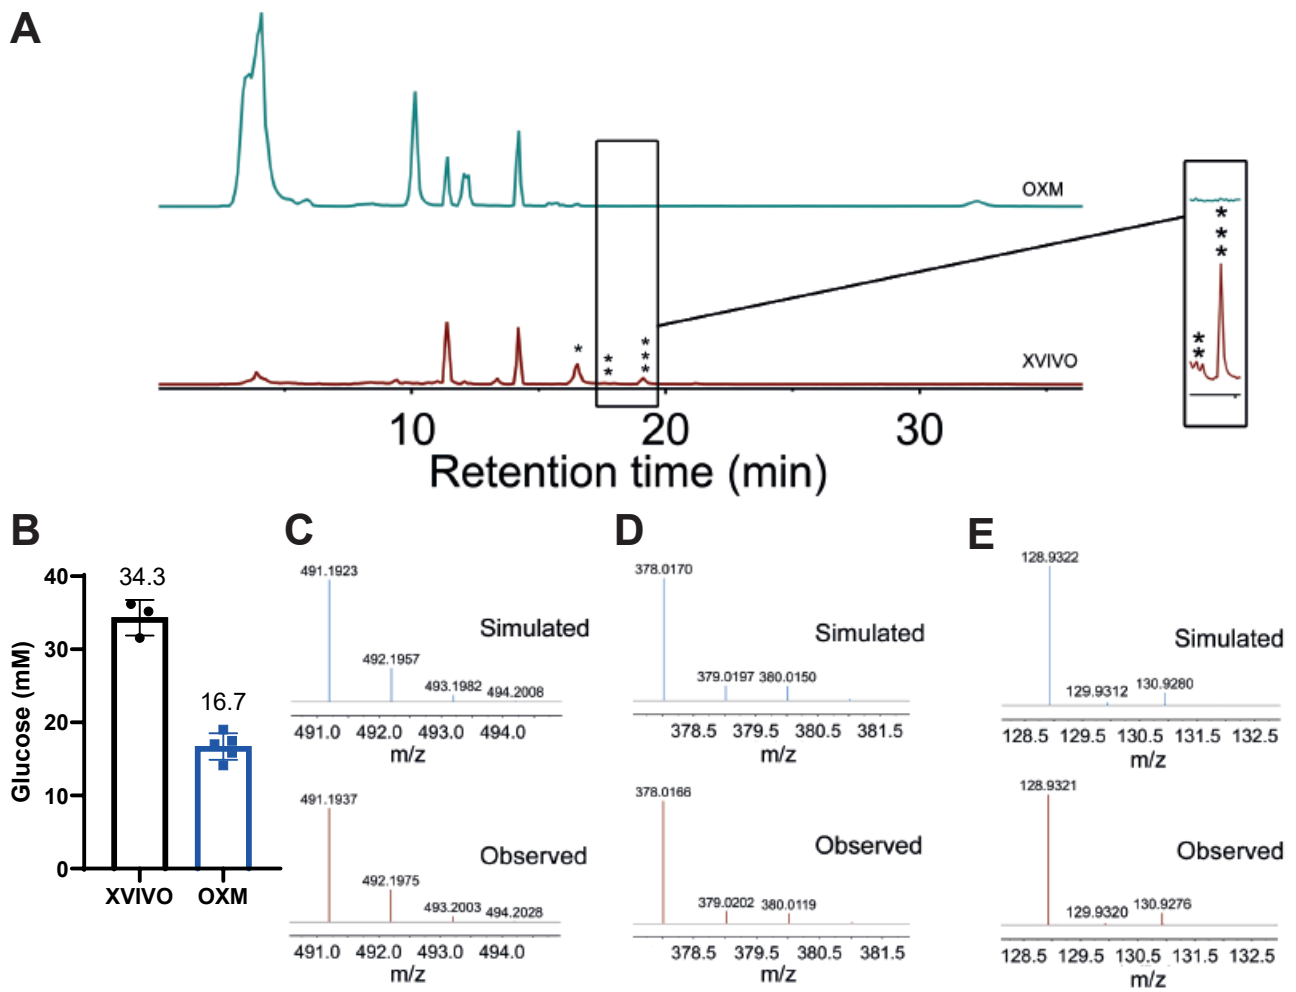 A
OXM
*
*
*
*
*
*
*
*
*
*
*
XVIVO
10 20 30
Retention time (min)
B
Glucose (mM)
40
30
20
10
0
34.3
16.7
XVIVO OXM
C
491.1923
Simulated
492.1957
493.1982 494.2008
491.0 492.0 493.0 494.0
m/z
491.1937
Observed
492.1975
493.2003 494.2028
491.0 492.0 493.0 494.0
m/z
D
378.0170
Simulated
379.0197 380.0150
378.5 379.5 380.5 381.5
m/z
378.0166
Observed
379.0202 380.0119
378.5 379.5 380.5 381.5
m/z
E
128.9322
Simulated
129.9312 130.9280
128.5 129.5 130.5 131.5 132.5
m/z
128.9321
Observed
129.9320 130.9276
128.5 129.5 130.5 131.5 132.5
m/z